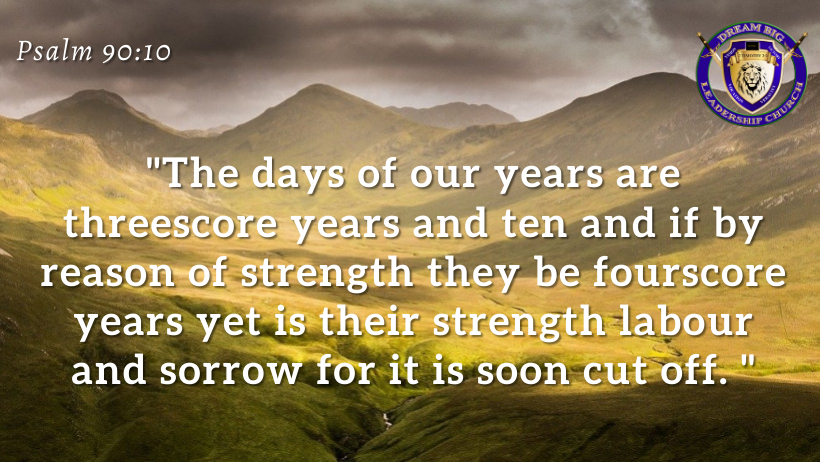 Psalm 90:10
DREAM BIG
LEADERSHIP CHURCH
"The days of our years are
threescore years and ten and if by
reason of strength they be fourscore
years yet is their strength labour
and sorrow for it is soon cut off. "